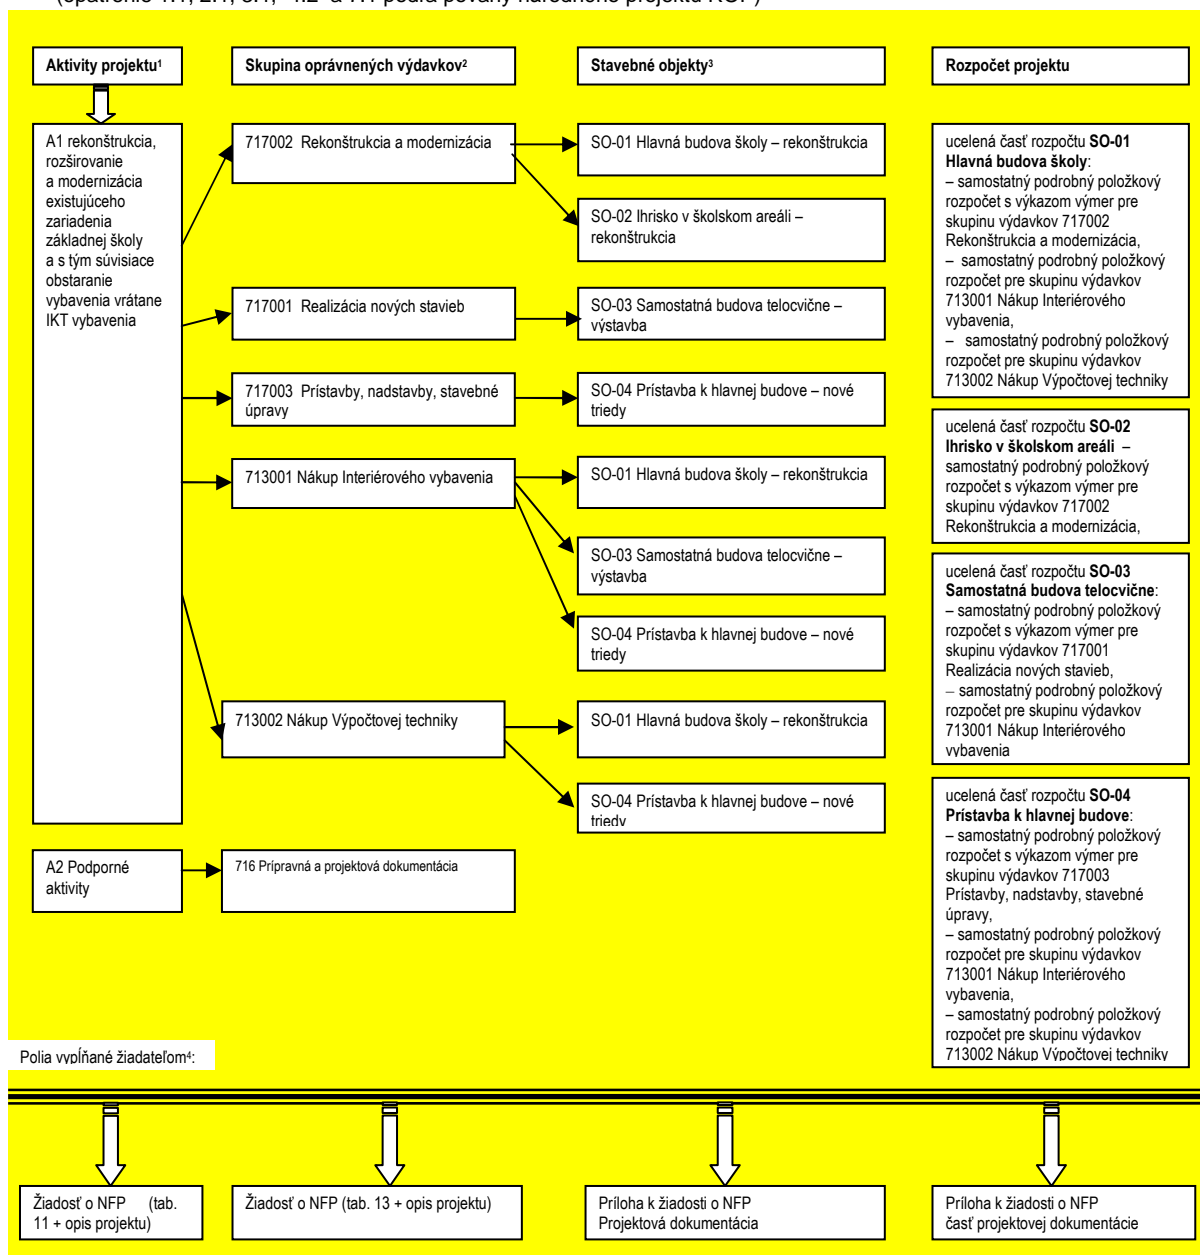 Aktivity projektu¹
Skupina oprávnených výdavkov²
Stavebné objekty³
Rozpočet projektu
A1 rekonštrukcia,
rozširovanie
a modernizácia
existujúceho
zariadenia
základnej školy
a s tým súvisiace
obstaranie
vybavenia vrátane
IKT vybavenia
717002 Rekonštrukcia a modernizácia
SO-01 Hlavná budova školy – rekonštrukcia
SO-02 Ihrisko v školskom areáli –
rekonštrukcia
717001 Realizácia nových stavieb
SO-03 Samostatná budova telocvične –
výstavba
717003 Prístavby, nadstavby, stavebné
úpravy
SO-04 Prístavba k hlavnej budove – nové
triedy
713001 Nákup Interiérového vybavenia
SO-01 Hlavná budova školy – rekonštrukcia
SO-03 Samostatná budova telocvične –
výstavba
SO-04 Prístavba k hlavnej budove – nové
triedy
713002 Nákup Výpočtovej techniky
SO-01 Hlavná budova školy – rekonštrukcia
SO-04 Prístavba k hlavnej budove – nové
triedy
A2 Podporné
aktivity
716 Prípravná a projektová dokumentácia
ucelená časť rozpočtu SO-01
Hlavná budova školy:
– samostatný podrobný položkový
rozpočet s výkazom výmer pre
skupinu výdavkov 717002
Rekonštrukcia a modernizácia,
– samostatný podrobný položkový
rozpočet pre skupinu výdavkov
713001 Nákup Interiérového
vybavenia,
– samostatný podrobný položkový
rozpočet pre skupinu výdavkov
713002 Nákup Výpočtovej techniky
ucelená časť rozpočtu SO-02
Ihrisko v školskom areáli –
samostatný podrobný položkový
rozpočet s výkazom výmer pre
skupinu výdavkov 717002
Rekonštrukcia a modernizácia,
ucelená časť rozpočtu SO-03
Samostatná budova telocvične:
– samostatný podrobný položkový
rozpočet s výkazom výmer pre
skupinu výdavkov 717001
Realizácia nových stavieb,
– samostatný podrobný položkový
rozpočet pre skupinu výdavkov
713001 Nákup Interiérového
vybavenia
ucelená časť rozpočtu SO-04
Prístavba k hlavnej budove:
– samostatný podrobný položkový
rozpočet s výkazom výmer pre
skupinu výdavkov 717003
Prístavby, nadstavby, stavebné
úpravy,
– samostatný podrobný položkový
rozpočet pre skupinu výdavkov
713001 Nákup Interiérového
vybavenia,
– samostatný podrobný položkový
rozpočet pre skupinu výdavkov
713002 Nákup Výpočtovej techniky
Polia vypĺňané žiadateľom⁴:
Žiadosť o NFP (tab.
11 + opis projektu)
Žiadosť o NFP (tab. 13 + opis projektu)
Príloha k žiadosti o NFP
Projektová dokumentácia
Príloha k žiadosti o NFP
časť projektovej dokumentácie